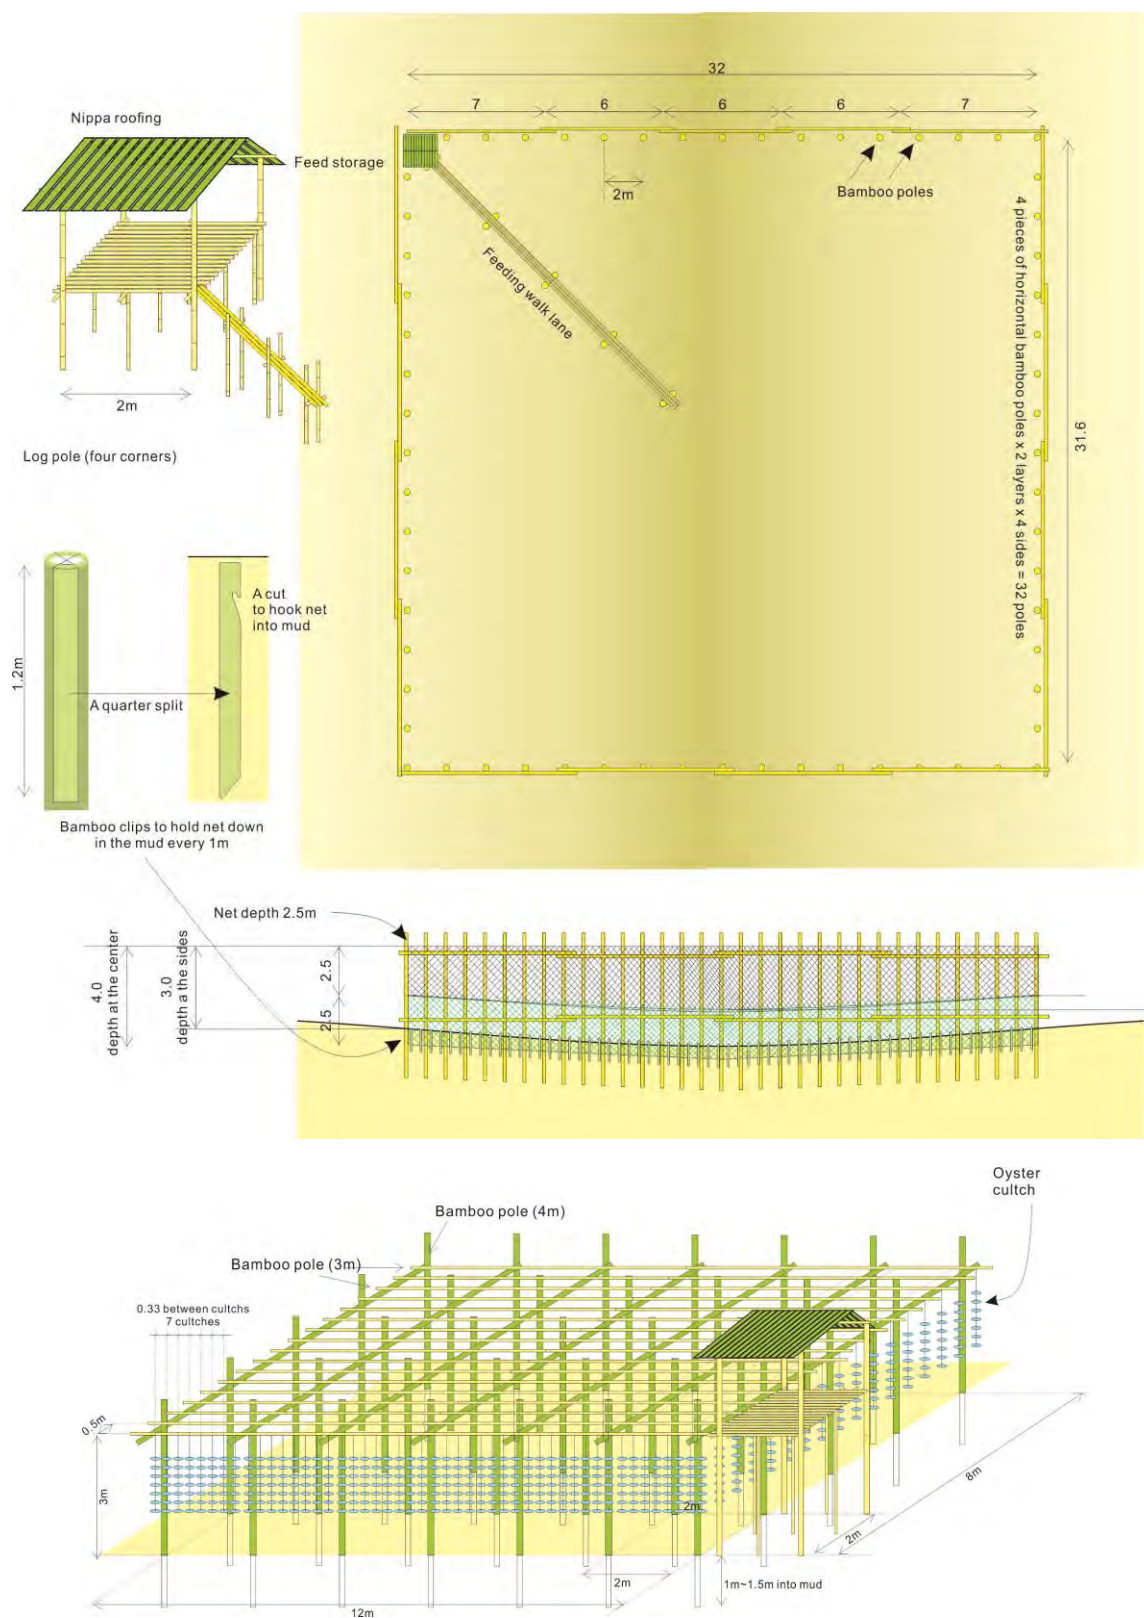 32
7 6 6 6 7
Nippa roofing
Feed storage
2m
Bamboo poles
Feeding walk lane
4 pieces of horizontal bamboo poles x 2 layers x 4 sides = 32 poles
31.6
2m
Log pole (four corners)
A cut
to hook net
into mud
1.2m
A quarter split
Bamboo clips to hold net down
in the mud every 1m
Net depth 2.5m
4.0
depth at the center
3.0
depth a the sides
2.5
2.5
Oyster
cultch
Bamboo pole (4m)
Bamboo pole (3m)
0.33 between cultchs
7 cultches
0.5m
3m
2m
8m
2m
2m
1m~1.5m into mud
12m